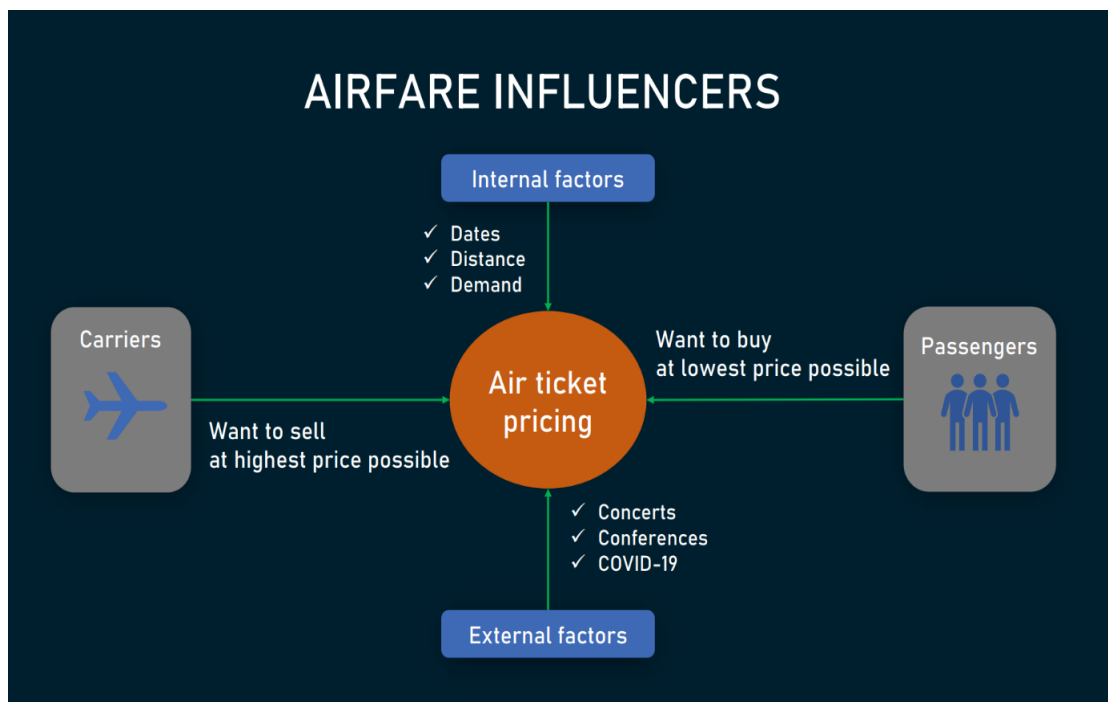 AIRFARE INFLUENCERS
Internal factors
✓ Dates
✓ Distance
✓ Demand
Carriers
Want to sell
at highest price possible
Air ticket
pricing
Want to buy
at lowest price possible
Passengers
✓ Concerts
✓ Conferences
✓ COVID-19
External factors